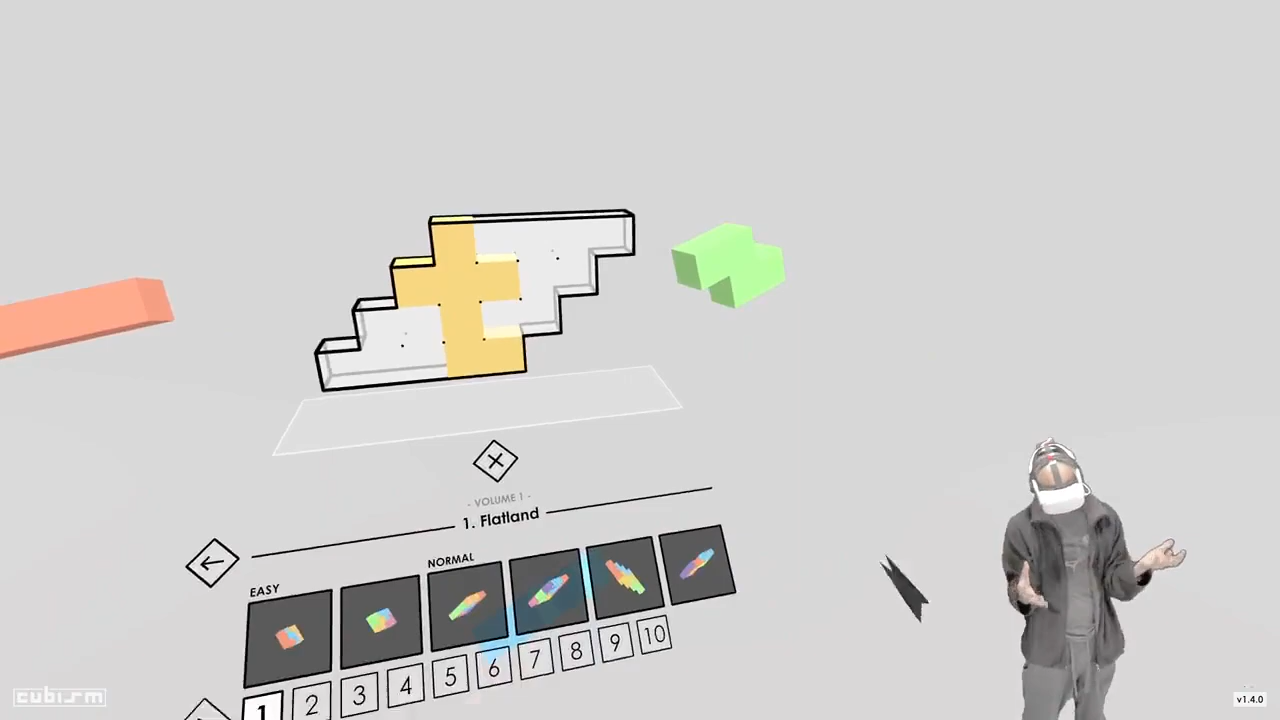 - VOLUME 1 -
1. Flatland
NORMAL
EASY
1 2 3 4 5 6 7 8 9 10
cubism
v1.4.0